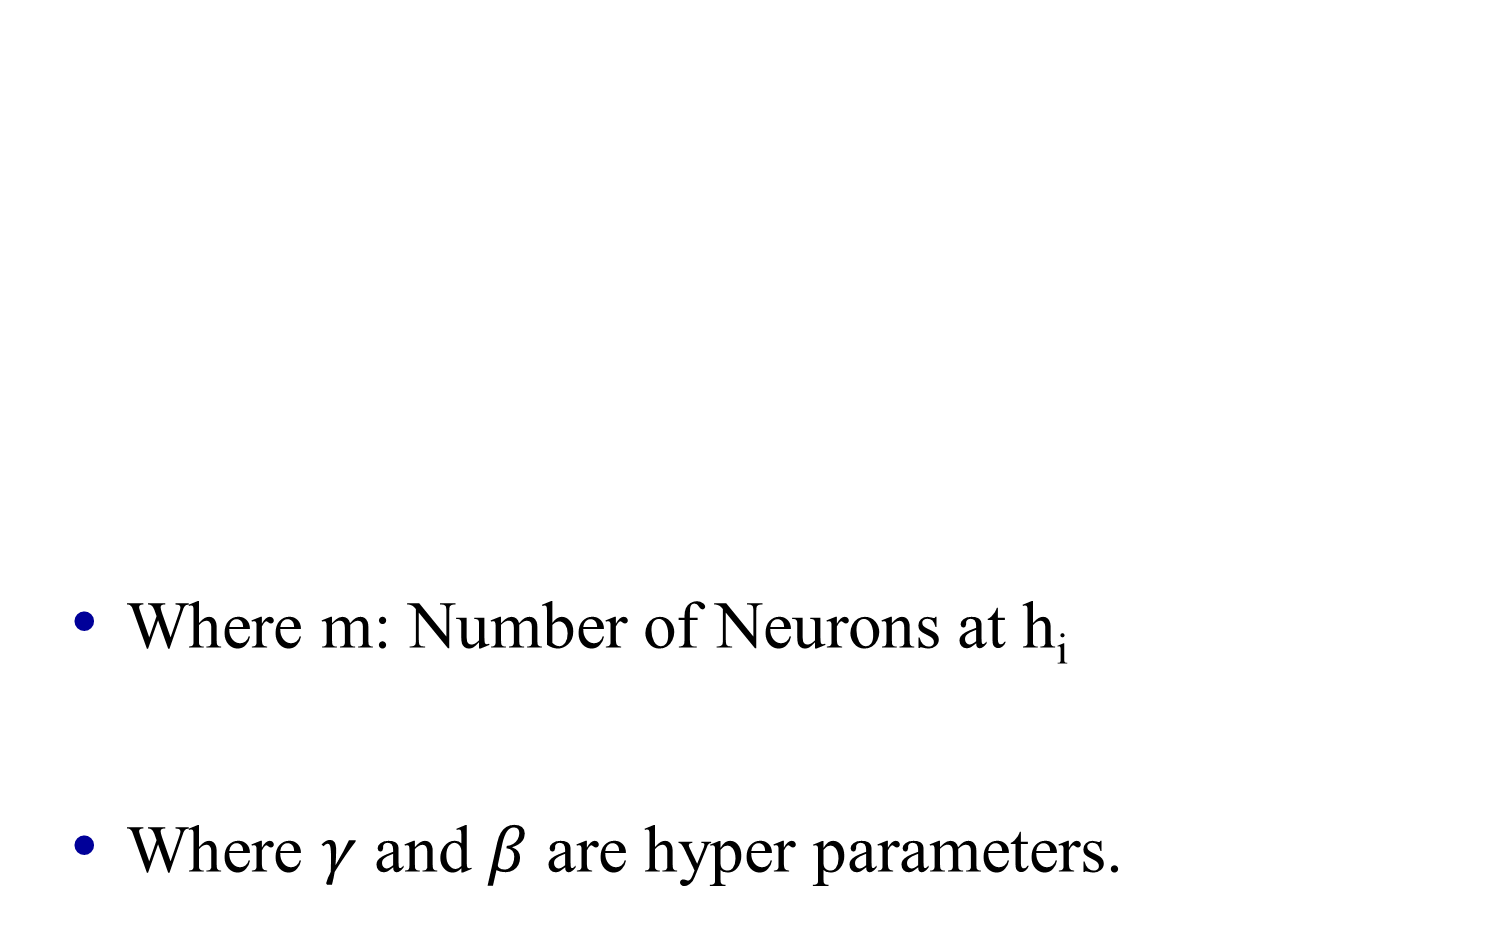 • Where m: Number of Neurons at hᵢ
• Where γ and β are hyper parameters.